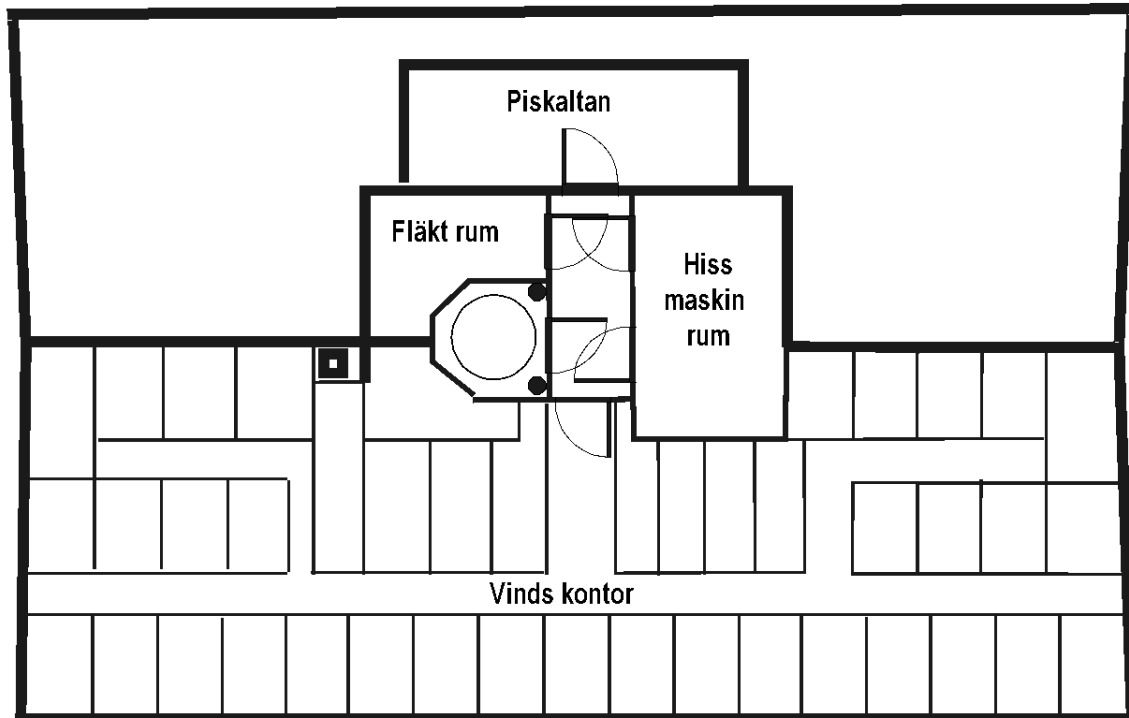 Piskaltan
Fläkt rum
Hiss
maskin
rum
Vinds kontor